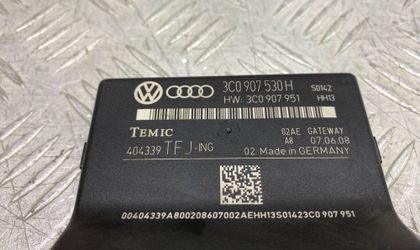 3C0 907 530 H S0142
HW: 3C0 907 951 HH13
TEMIC 02AE GATEWAY
404339 TFJ-ING A8 07.06.08
02 Made in GERMANY
00404339A800208607002AEHH13S01423C0 907 951